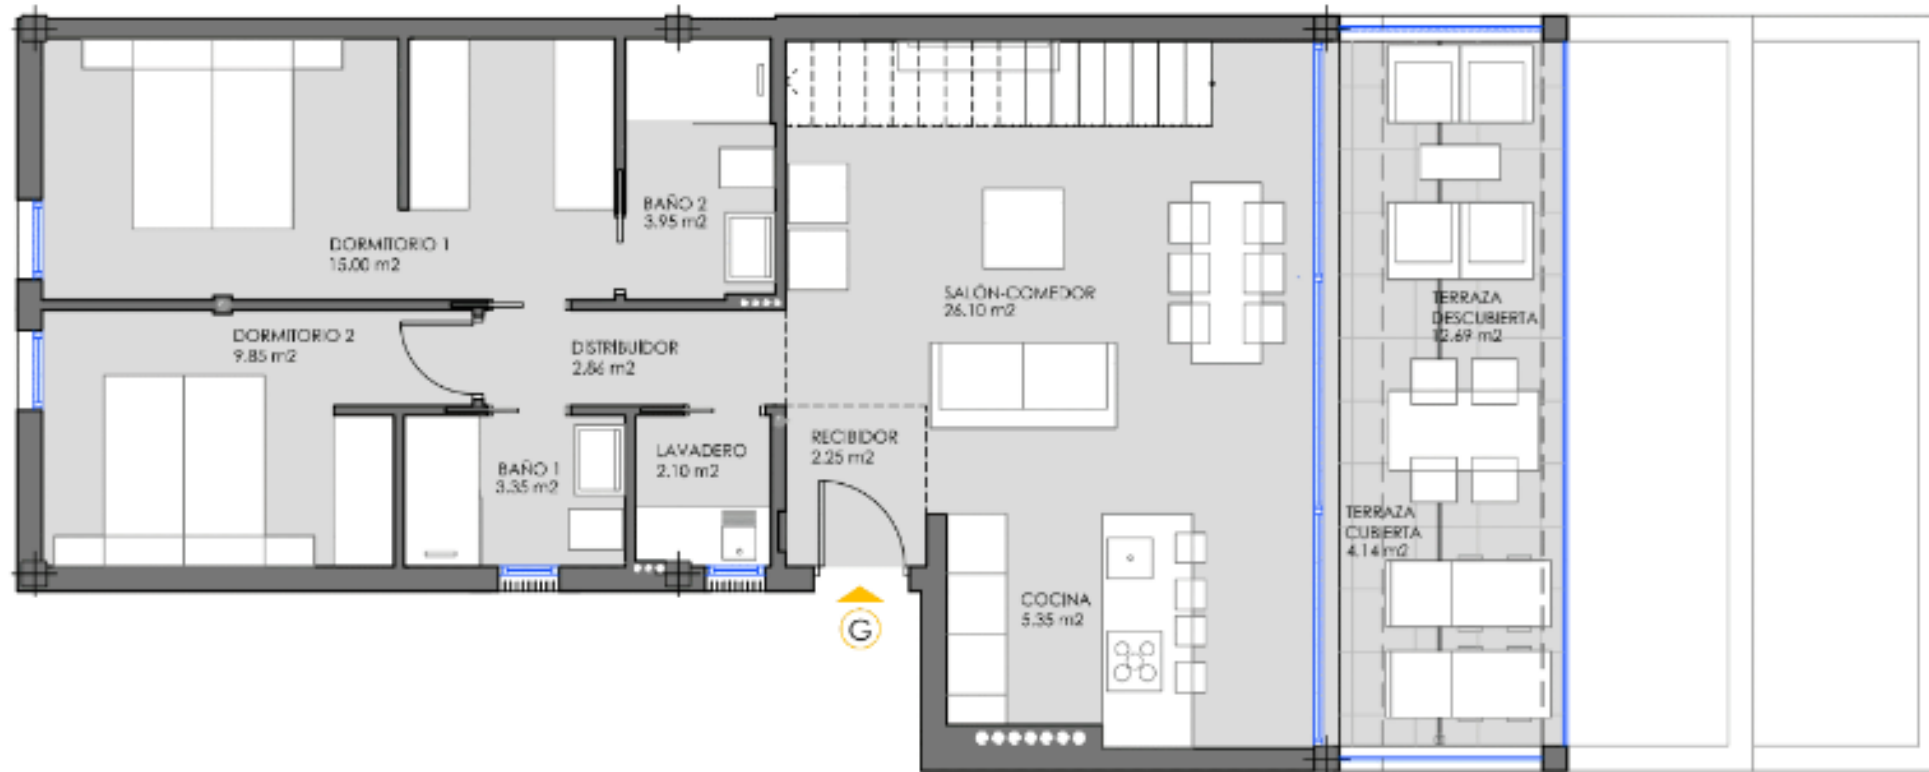 DORMITORIO 1
15.00 m2
BAÑO 2
3.95 m2
SALÓN-COMEDOR
26.10 m2
TERRAZA
DESCUBIERTA
12.69 m2
DORMITORIO 2
9.85 m2
DISTRIBUÍDOR
2.86 m2
RECIBIDOR
2.25 m2
LAVADERO
2.10 m2
BAÑO 1
3.35 m2
TERRAZA
CUBIERTA
4.14 m2
COCINA
5.35 m2
G